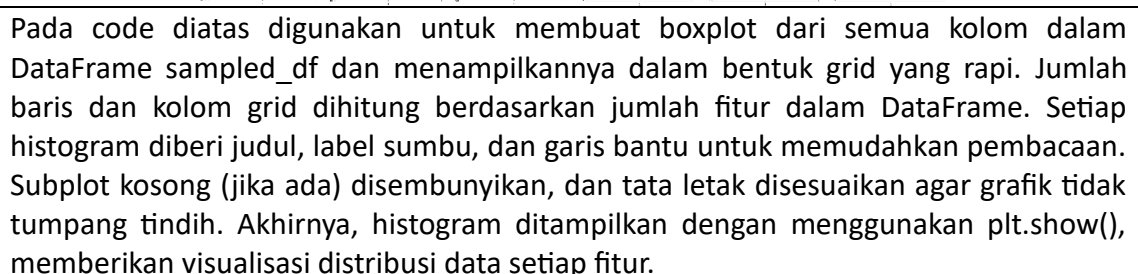 Pada code diatas digunakan untuk membuat boxplot dari semua kolom dalam
DataFrame sampled_df dan menampilkannya dalam bentuk grid yang rapi. Jumlah
baris dan kolom grid dihitung berdasarkan jumlah fitur dalam DataFrame. Setiap
histogram diberi judul, label sumbu, dan garis bantu untuk memudahkan pembacaan.
Subplot kosong (jika ada) disembunyikan, dan tata letak disesuaikan agar grafik tidak
tumpang tindih. Akhirnya, histogram ditampilkan dengan menggunakan plt.show(),
memberikan visualisasi distribusi data setiap fitur.